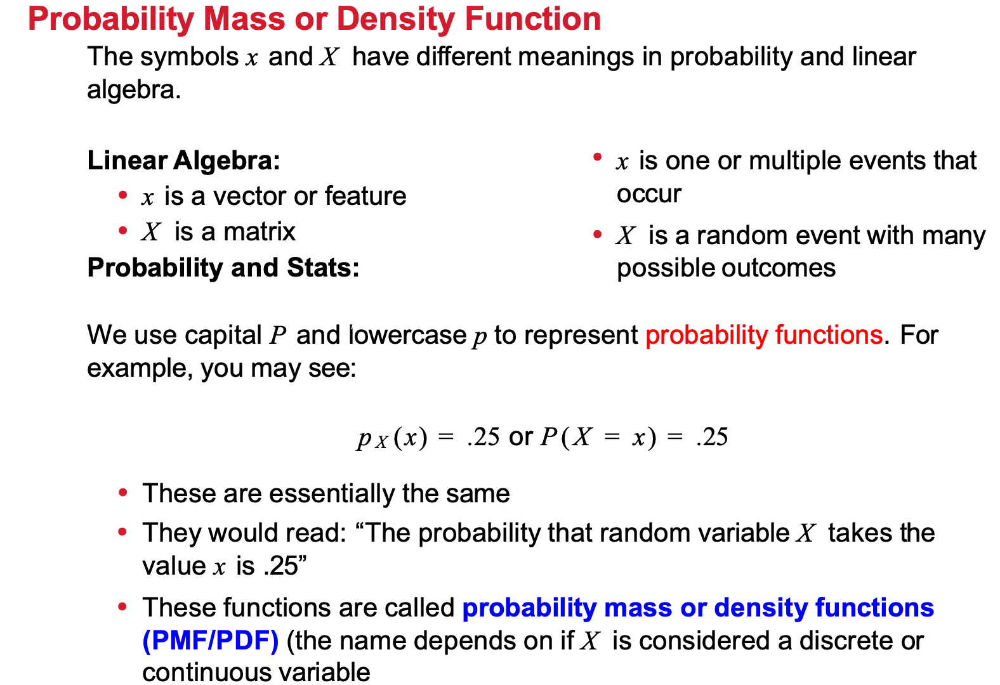 Probability Mass or Density Function
The symbols x and X have different meanings in probability and linear
algebra.
Linear Algebra:
• x is a vector or feature
• X is a matrix
Probability and Stats:
• x is one or multiple events that
occur
• X is a random event with many
possible outcomes
We use capital P and lowercase p to represent probability functions. For
example, you may see:
p_X(x) = .25 or P(X = x) = .25
• These are essentially the same
• They would read: “The probability that random variable X takes the
value x is .25”
• These functions are called probability mass or density functions
(PMF/PDF) (the name depends on if X is considered a discrete or
continuous variable